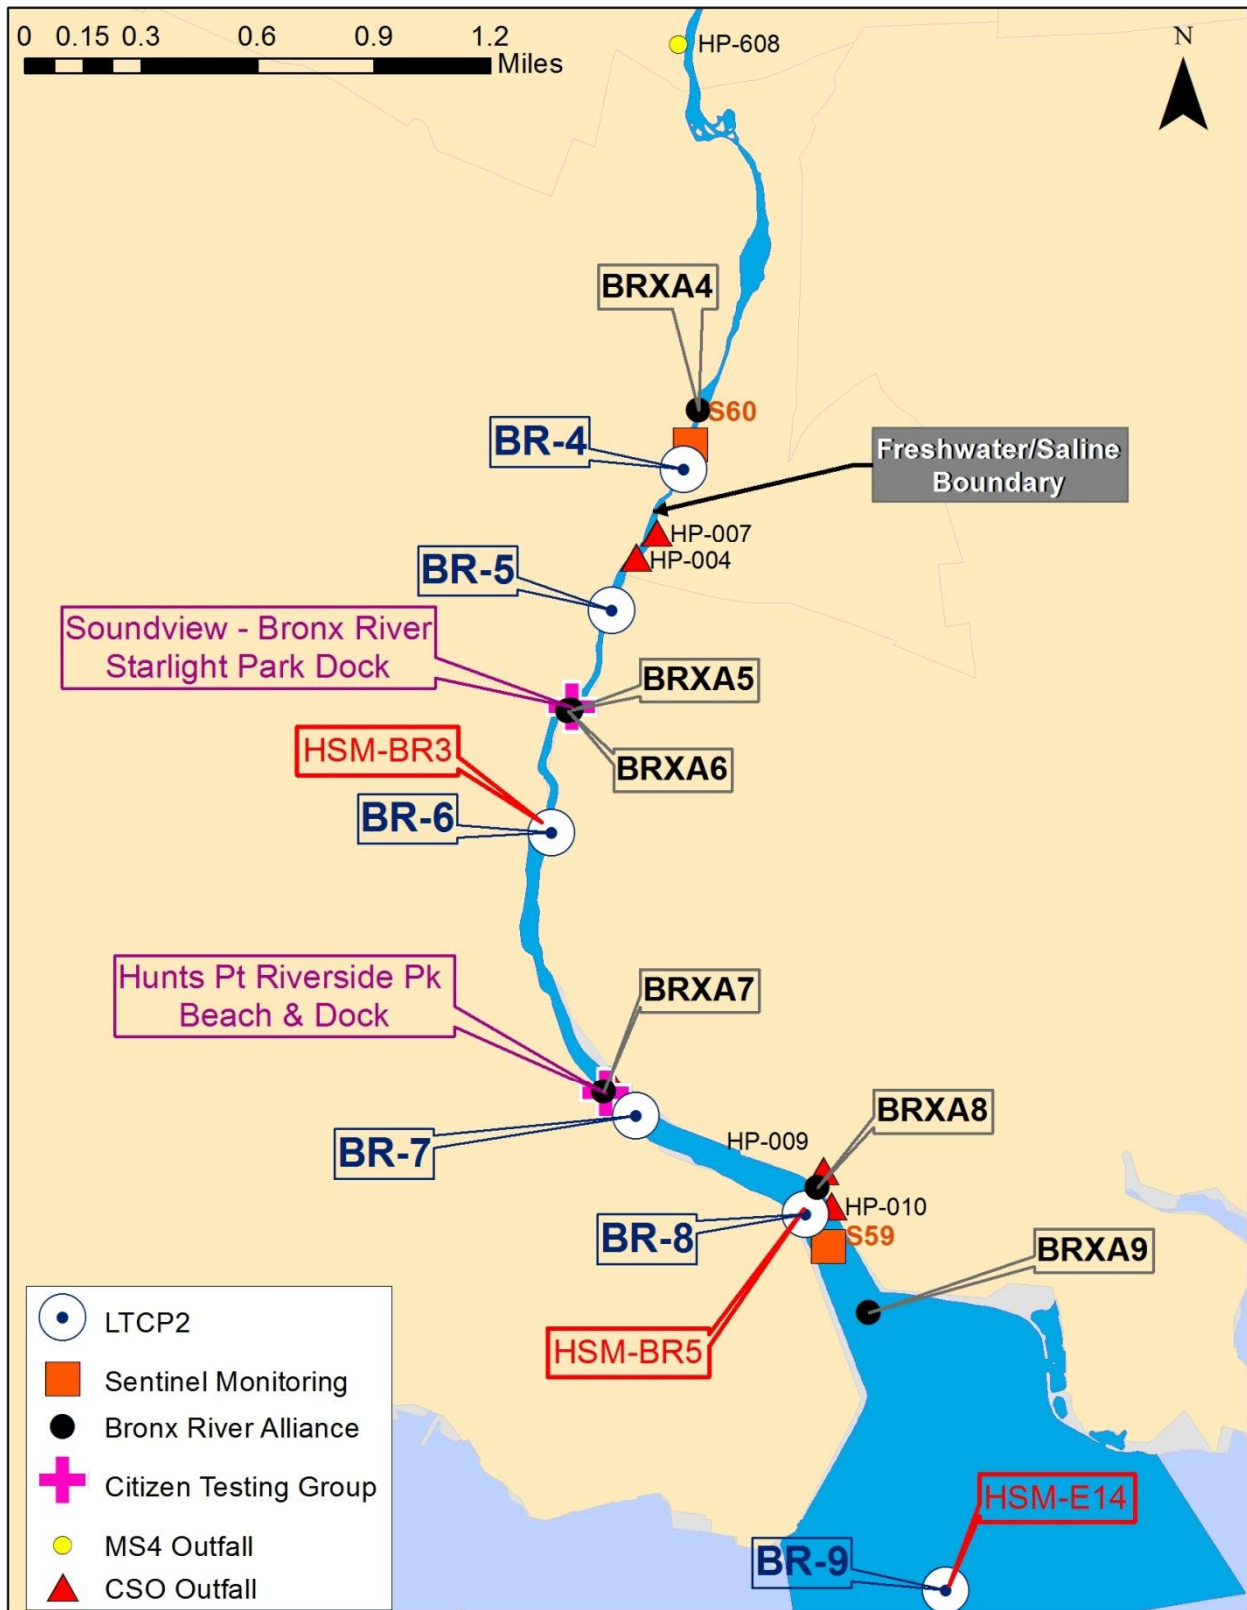 0 0.15 0.3 0.6 0.9 1.2
Miles
HP-608
N
BRXA4
S60
BR-4
Freshwater/Saline
Boundary
HP-007
HP-004
BR-5
Soundview - Bronx River
Starlight Park Dock
BRXA5
HSM-BR3
BRXA6
BR-6
Hunts Pt Riverside Pk
Beach & Dock
BRXA7
BRXA8
HP-009
BR-7
HP-010
S59
BR-8
BRXA9
HSM-BR5
LTCP2
Sentinel Monitoring
Bronx River Alliance
Citizen Testing Group
MS4 Outfall
CSO Outfall
HSM-E14
BR-9